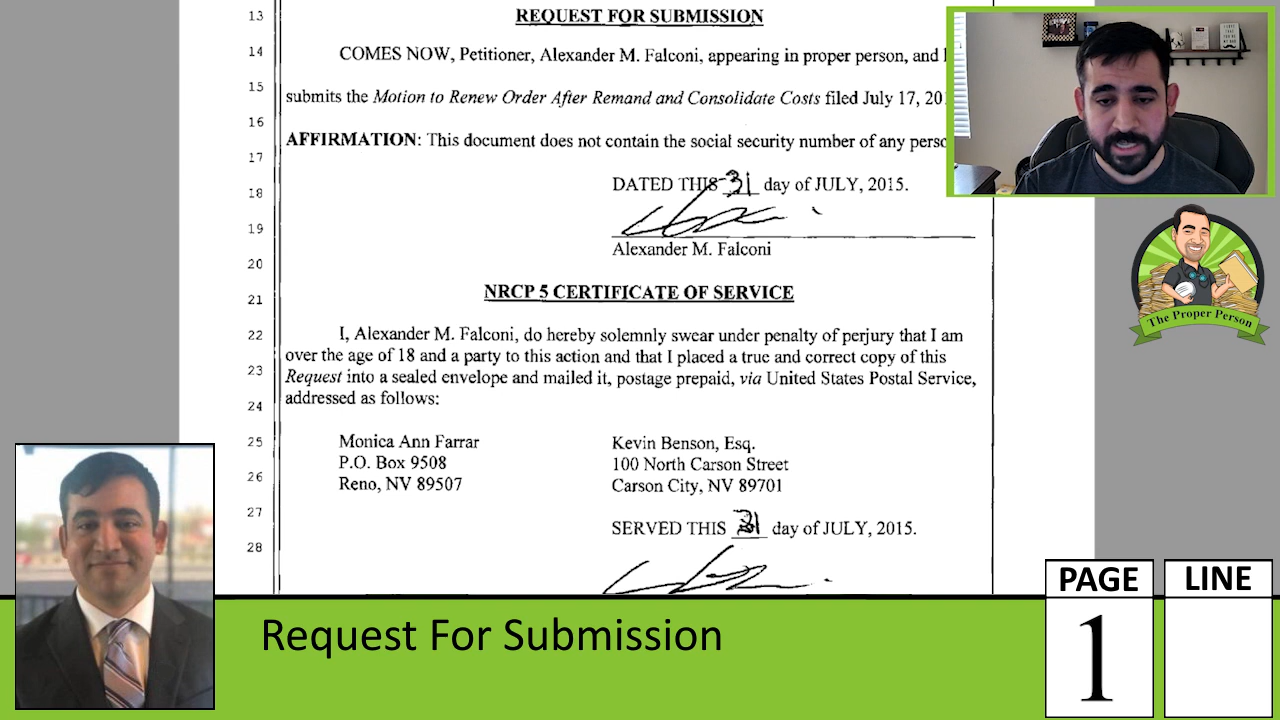 13 REQUEST FOR SUBMISSION
14 COMES NOW, Petitioner, Alexander M. Falconi, appearing in proper person, and
15 submits the Motion to Renew Order After Remand and Consolidate Costs filed July 17, 201
16
AFFIRMATION: This document does not contain the social security number of any perso
17
DATED THIS 31 day of JULY, 2015.
18
19
Alexander M. Falconi
20
21 NRCP 5 CERTIFICATE OF SERVICE
22 I, Alexander M. Falconi, do hereby solemnly swear under penalty of perjury that I am
over the age of 18 and a party to this action and that I placed a true and correct copy of this
23 Request into a sealed envelope and mailed it, postage prepaid, via United States Postal Service,
24 addressed as follows:
25 Monica Ann Farrar Kevin Benson, Esq.
P.O. Box 9508 100 North Carson Street
26 Reno, NV 89507 Carson City, NV 89701
27 SERVED THIS 31 day of JULY, 2015.
28
The Proper Person
Request For Submission
PAGE LINE
1